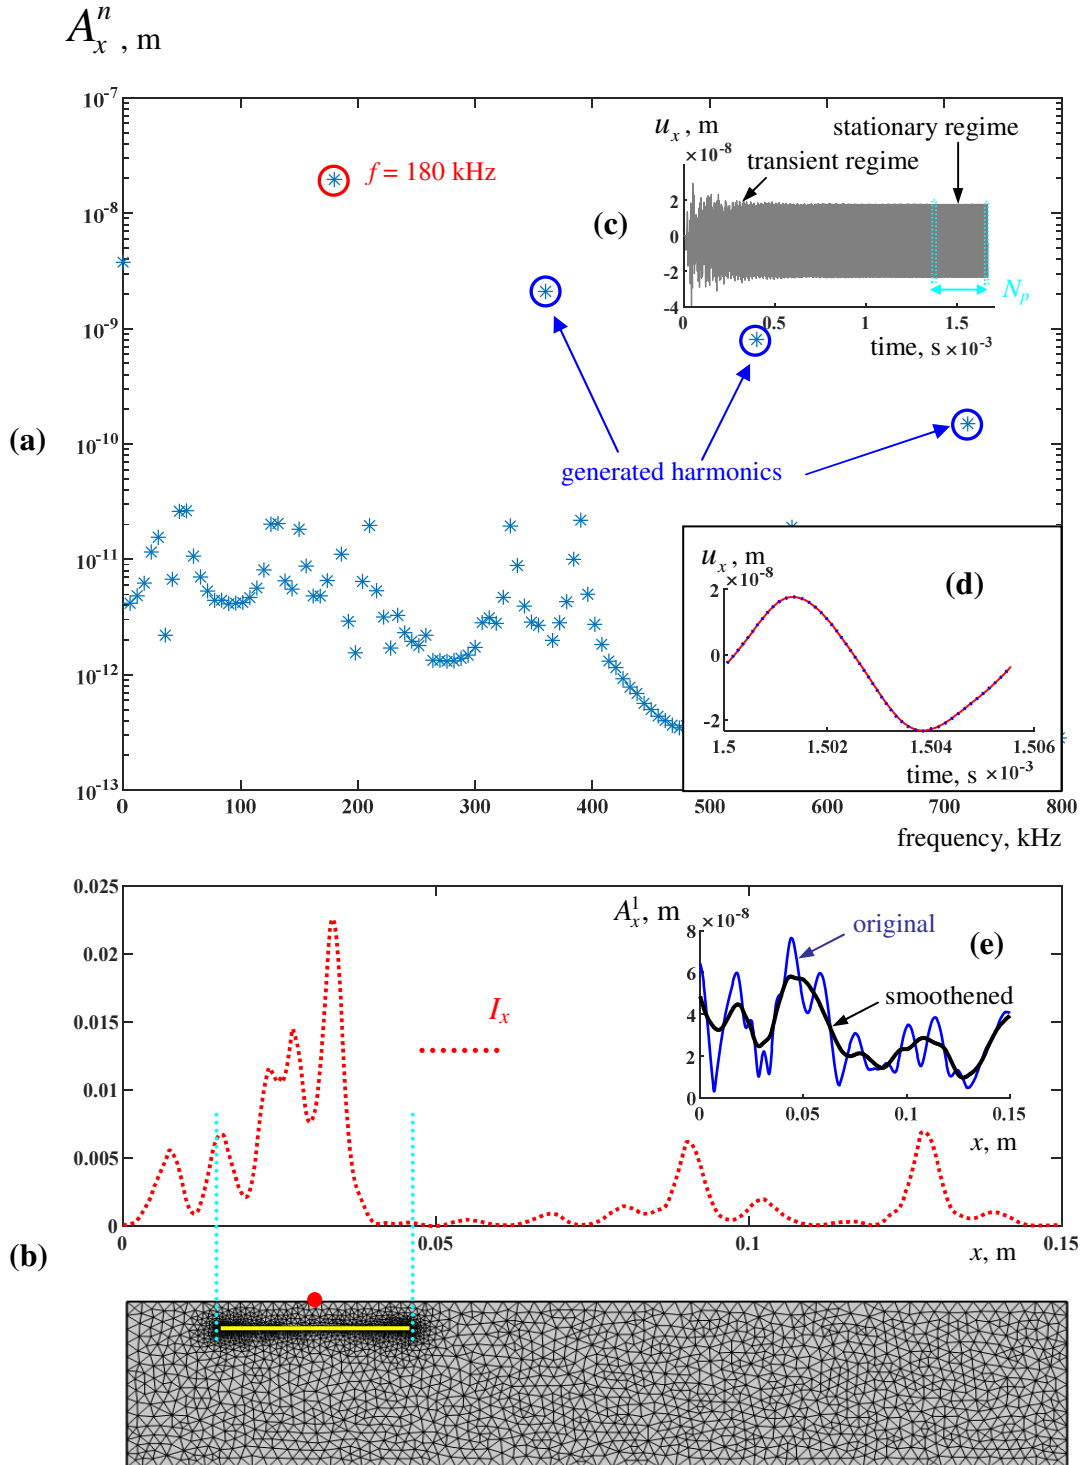 A_x^n , m
10^-7
10^-8
10^-9
10^-10
10^-11
10^-12
10^-13
(a)
f = 180 kHz
generated harmonics
0 100 200 300 400 500 600 700 800
frequency, kHz
(c)
u_x , m
×10^-8
stationary regime
transient regime
2
0
-2
-4
N_p
0 0.5 1 1.5
time, s ×10^-3
(d)
u_x , m
×10^-8
2
0
-2
1.5 1.502 1.504 1.506
time, s ×10^-3
(b)
0.025
0.02
0.015
0.01
0.005
0
I_x
0 0.05 0.1 0.15
x, m
(e)
A_x^1, m
×10^-8
original
smoothened
8
6
4
2
0
0 0.05 0.1 0.15
x, m